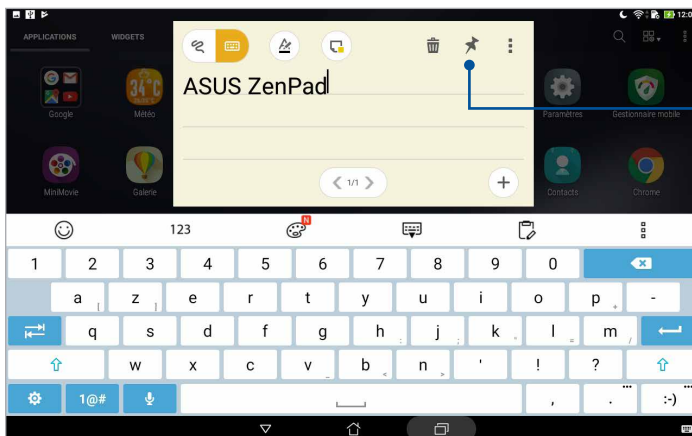 12:0
APPLICATIONS WIDGETS
ASUS ZenPad
34°C
Google Météo Paramètres Gestionnaire mobile
MiniMovie Galerie Contacts Chrome
1/1
123 N
1 2 3 4 5 6 7 8 9 0
a [ z ] e r t y u i o p + -
q s d f g h : j ; k l = m /
w x c v _ b < n > ' ! ?
1@# , . :-)